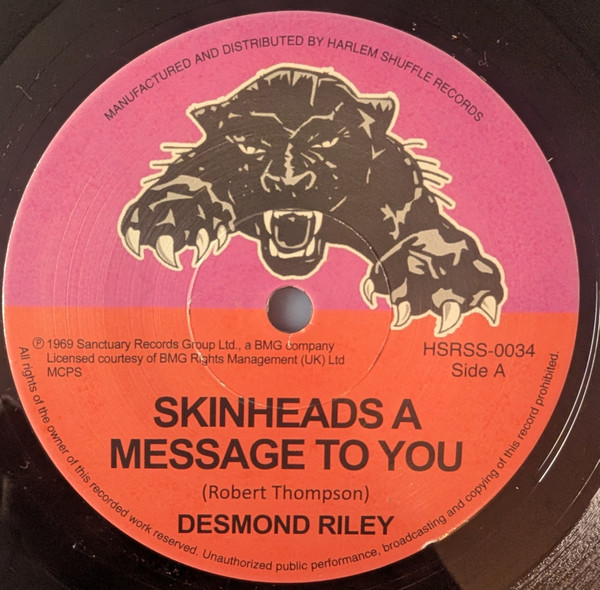 MANUFACTURED AND DISTRIBUTED BY HARLEM SHUFFLE RECORDS
℗ 1969 Sanctuary Records Group Ltd., a BMG company
Licensed courtesy of BMG Rights Management (UK) Ltd
MCPS
HSRSS-0034
Side A
SKINHEADS A
MESSAGE TO YOU
(Robert Thompson)
DESMOND RILEY
All rights of the owner of this recorded work reserved. Unauthorized public performance, broadcasting and copying of this record prohibited.